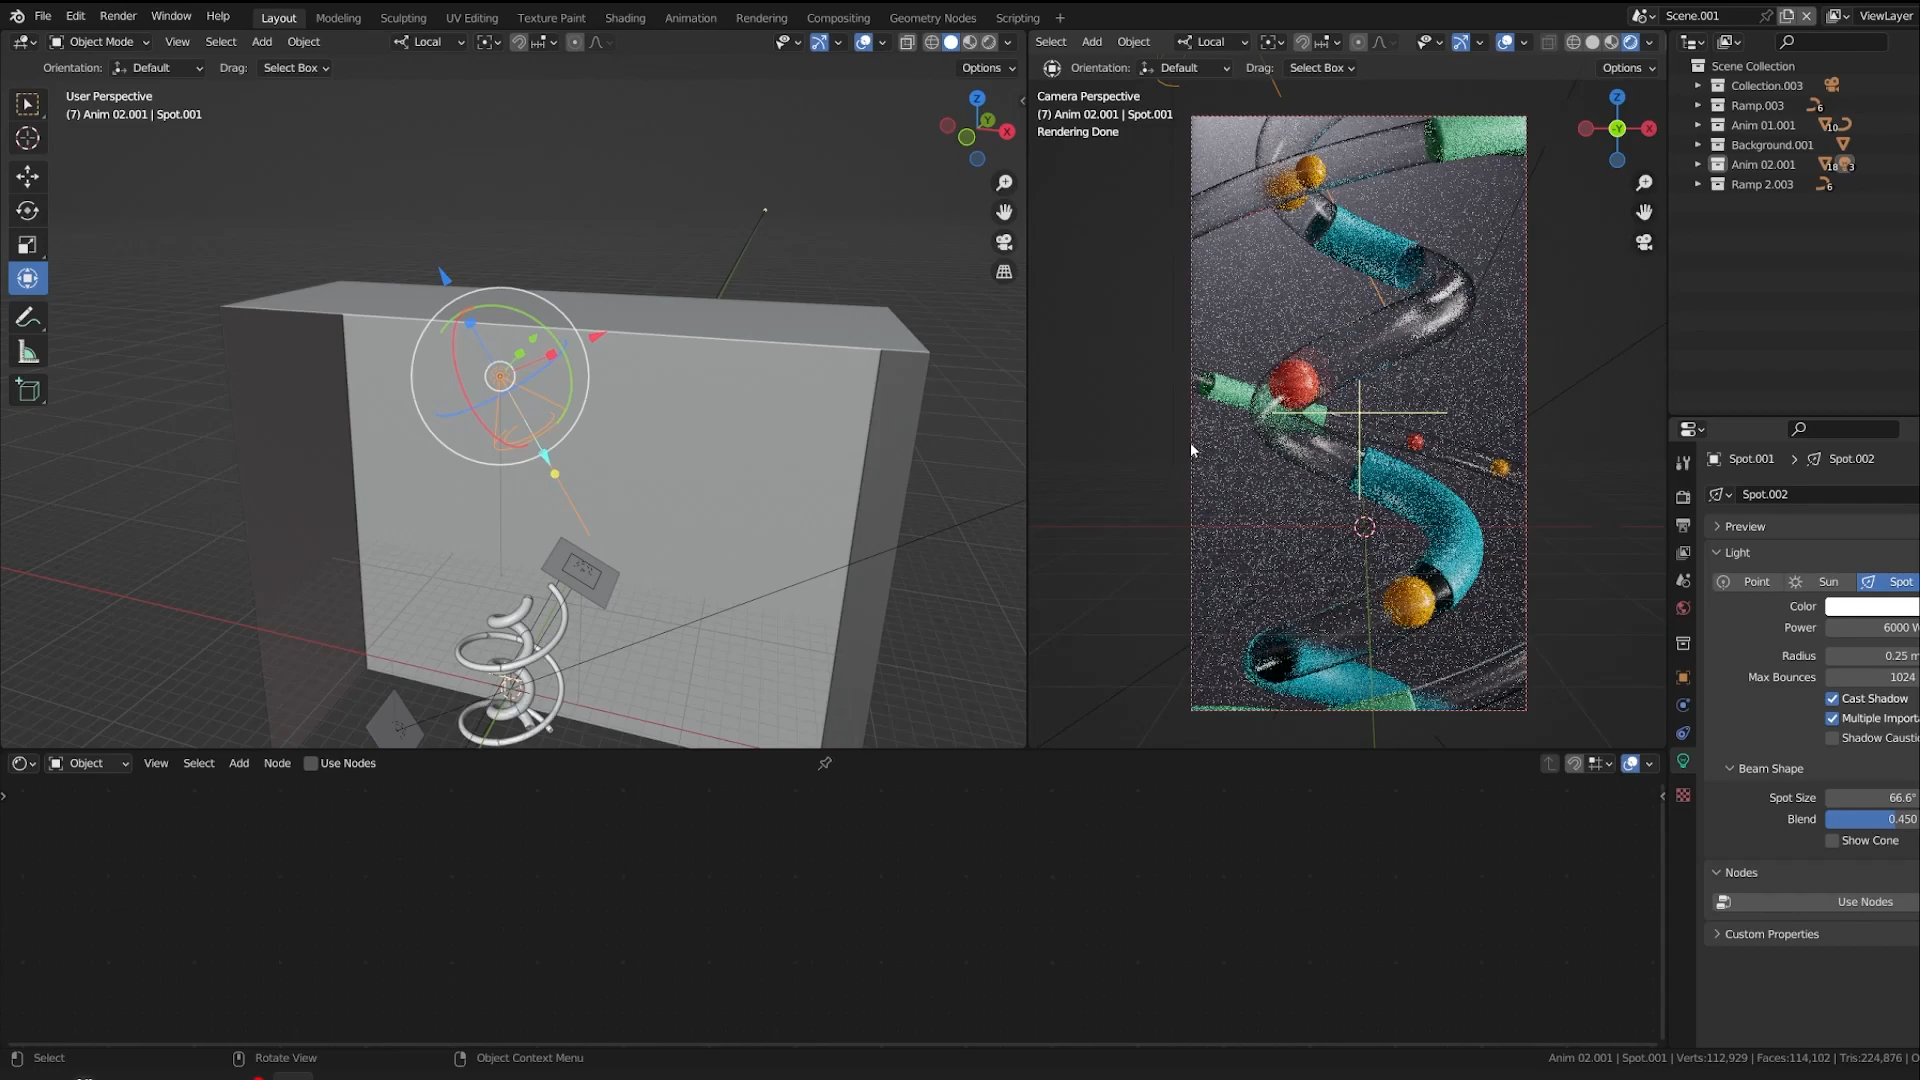 File Edit Render Window Help Layout Modeling Sculpting UV Editing Texture Paint Shading Animation Rendering Compositing Geometry Nodes Scripting + Scene.001 ViewLayer
Object Mode View Select Add Object Local
Select Add Object Local
Orientation: Default Drag: Select Box Options
Orientation: Default Drag: Select Box Options
User Perspective
(7) Anim 02.001 | Spot.001
Z
Y
X
Camera Perspective
(7) Anim 02.001 | Spot.001
Rendering Done
Z
-Y
X
Scene Collection
Collection.003
Ramp.003 6
Anim 01.001 10
Background.001
Anim 02.001 18 3
Ramp 2.003 6
Spot.001 > Spot.002
Spot.002
Preview
Light
Point Sun Spot
Color
Power 6000 W
Radius 0.25 m
Max Bounces 1024
Cast Shadow
Multiple Importa
Shadow Causti
Beam Shape
Spot Size 66.6°
Blend 0.450
Show Cone
Nodes
Use Nodes
Custom Properties
Object View Select Add Node Use Nodes
Select Rotate View Object Context Menu
Anim 02.001 | Spot.001 | Verts:112,929 | Faces:114,102 | Tris:224,876 | O